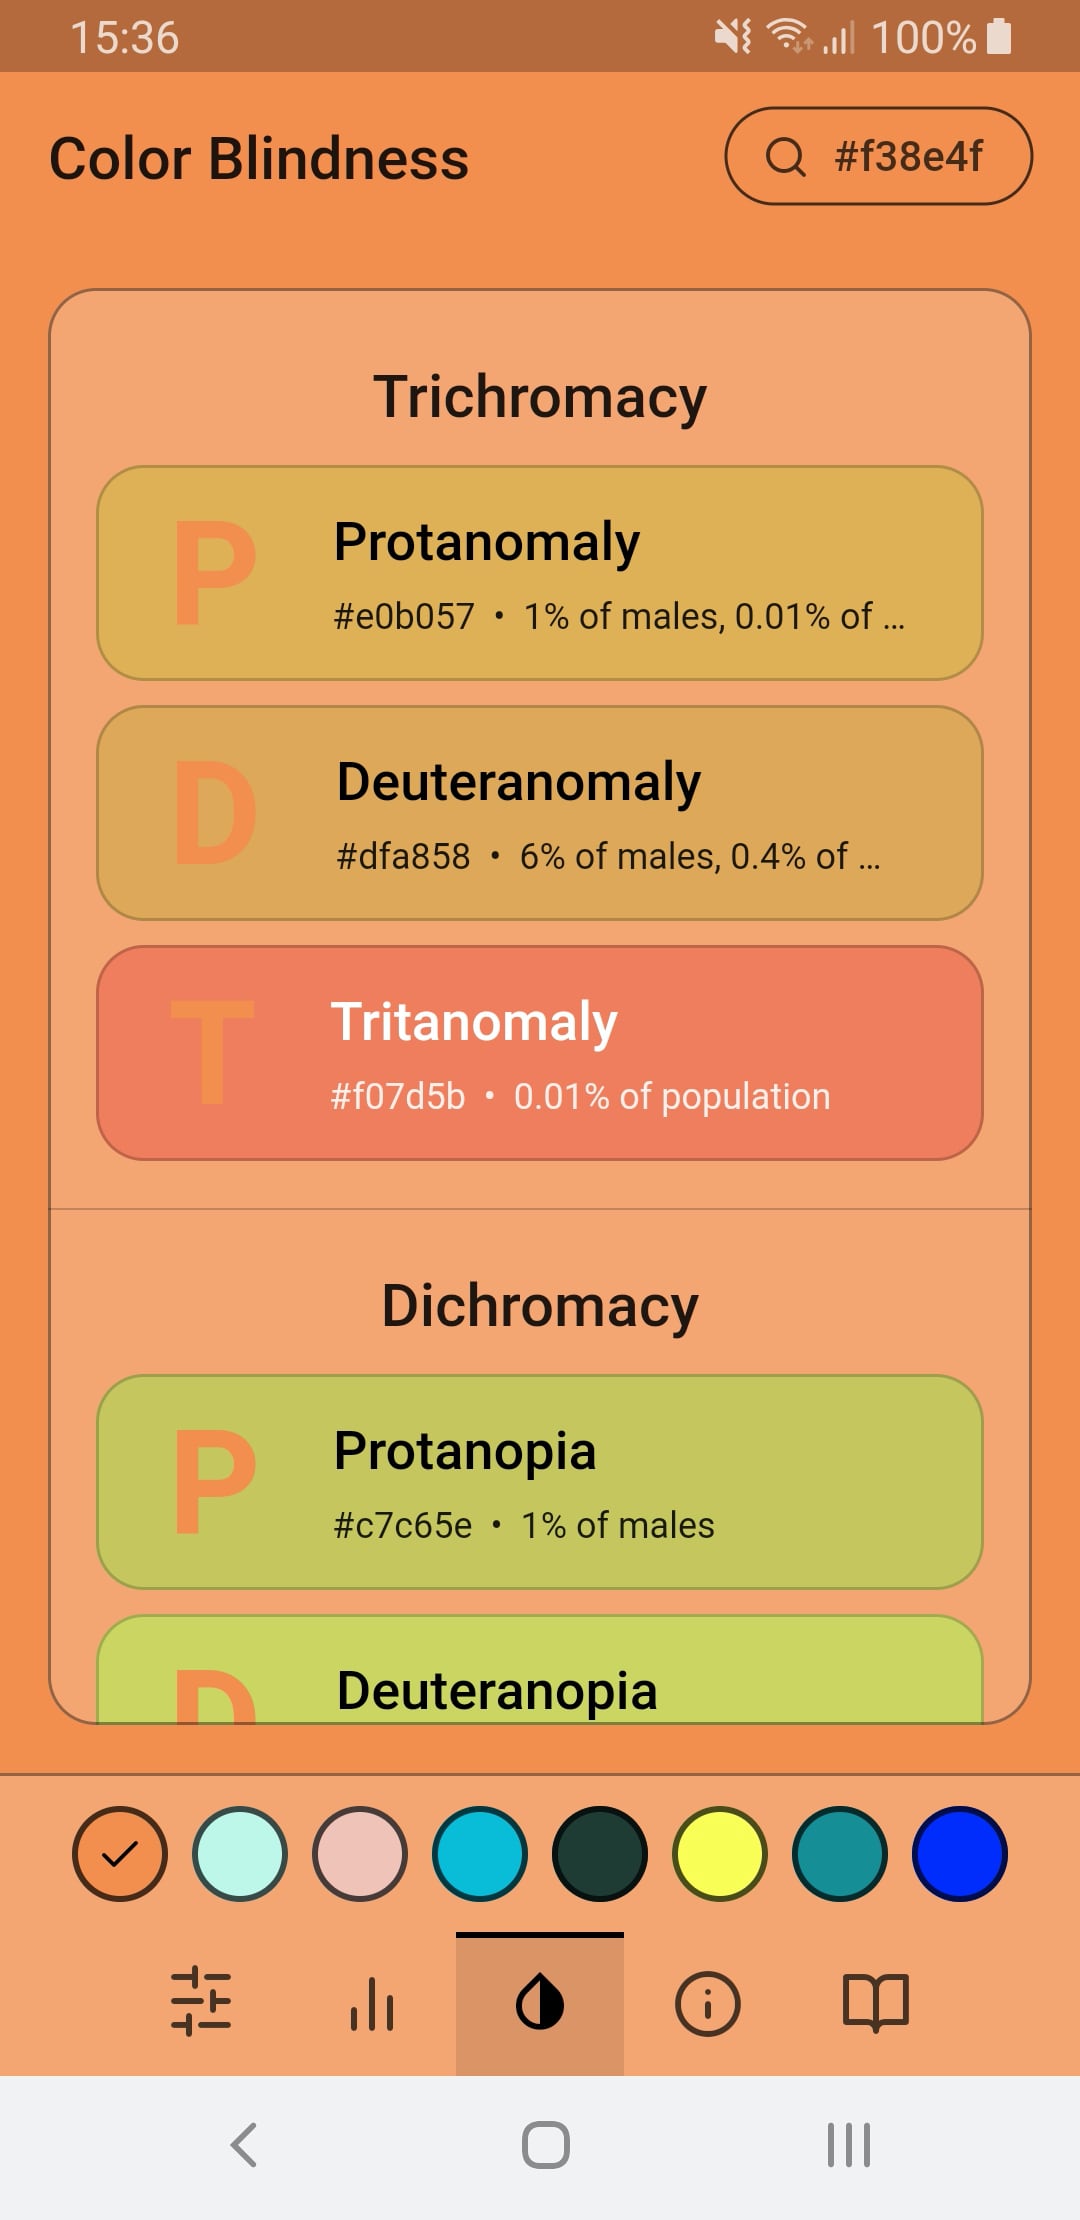 15:36 100%
Color Blindness #f38e4f
Trichromacy
P Protanomaly
#e0b057 • 1% of males, 0.01% of ...
D Deuteranomaly
#dfa858 • 6% of males, 0.4% of ...
T Tritanomaly
#f07d5b • 0.01% of population
Dichromacy
P Protanopia
#c7c65e • 1% of males
D Deuteranopia